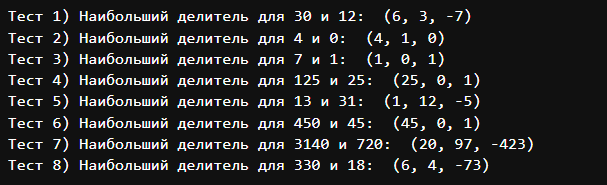 Тест 1) Наибольший делитель для 30 и 12:  (6, 3, -7)
Тест 2) Наибольший делитель для 4 и 0:  (4, 1, 0)
Тест 3) Наибольший делитель для 7 и 1:  (1, 0, 1)
Тест 4) Наибольший делитель для 125 и 25:  (25, 0, 1)
Тест 5) Наибольший делитель для 13 и 31:  (1, 12, -5)
Тест 6) Наибольший делитель для 450 и 45:  (45, 0, 1)
Тест 7) Наибольший делитель для 3140 и 720:  (20, 97, -423)
Тест 8) Наибольший делитель для 330 и 18:  (6, 4, -73)